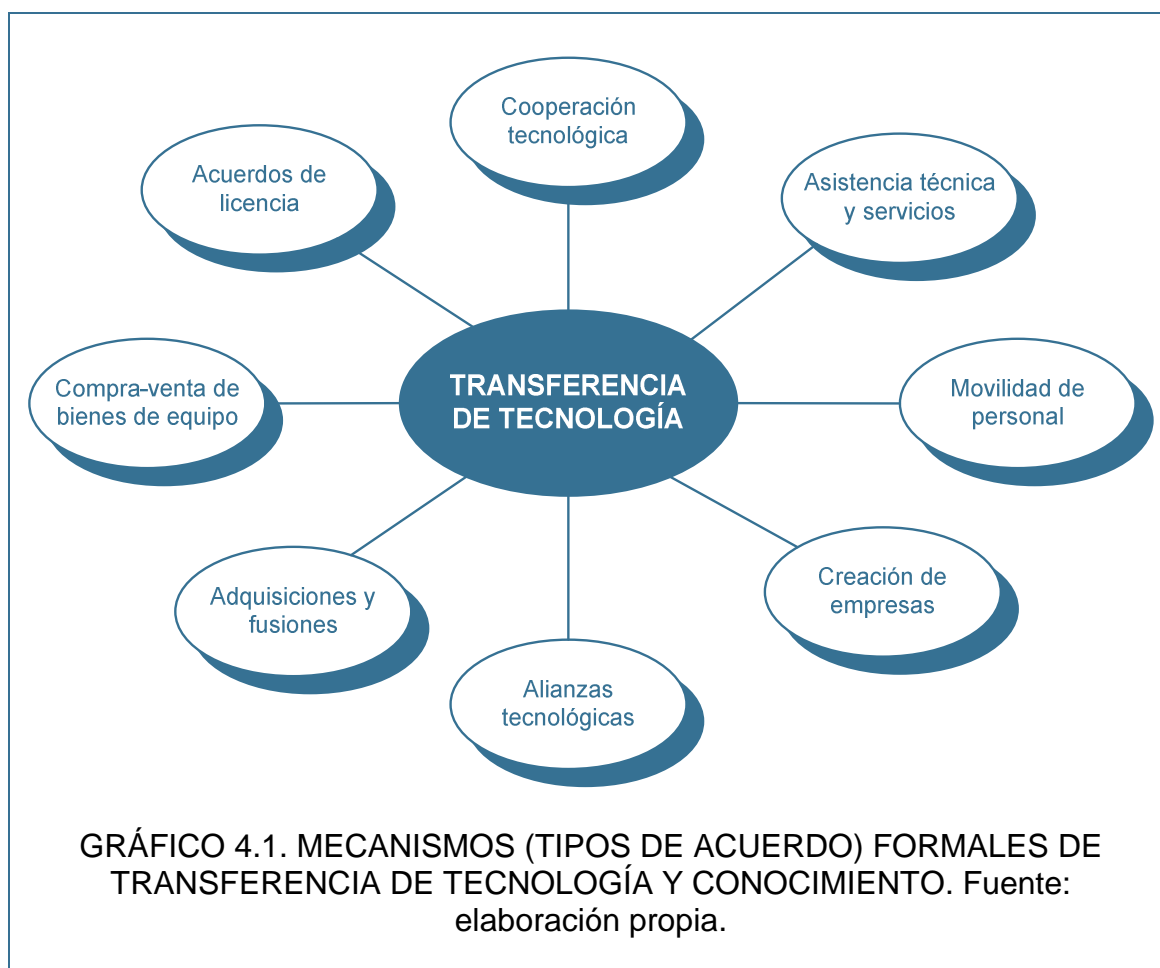 Cooperación
tecnológica
Acuerdos de
licencia
Asistencia técnica
y servicios
Compra-venta de
bienes de equipo
TRANSFERENCIA
DE TECNOLOGÍA
Movilidad de
personal
Adquisiciones y
fusiones
Creación de
empresas
Alianzas
tecnológicas
GRÁFICO 4.1. MECANISMOS (TIPOS DE ACUERDO) FORMALES DE
TRANSFERENCIA DE TECNOLOGÍA Y CONOCIMIENTO. Fuente:
elaboración propia.